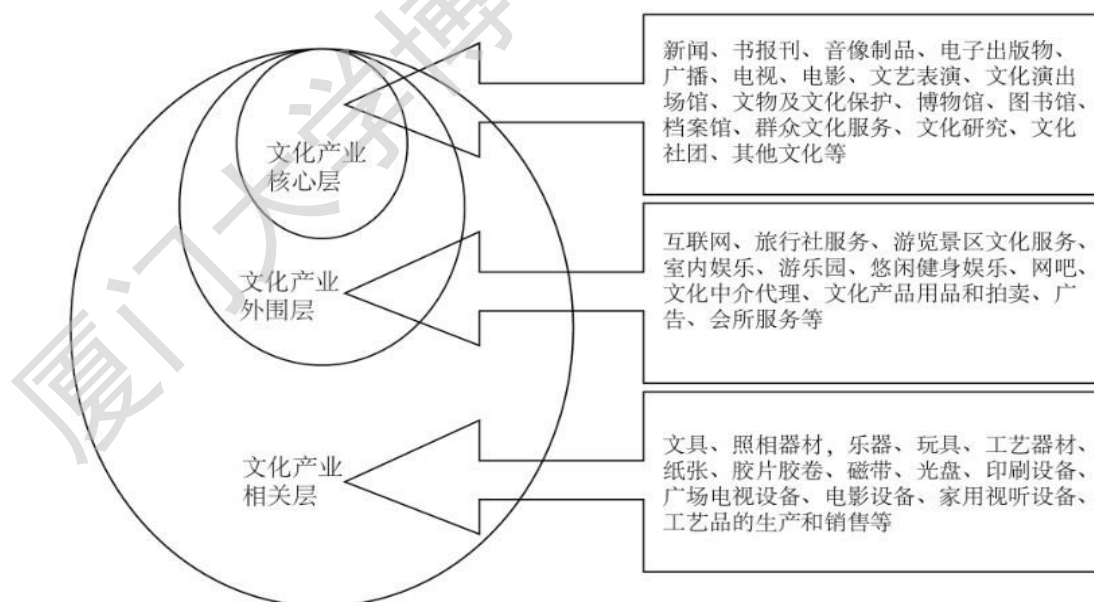 新闻、书报刊、音像制品、电子出版物、
广播、电视、电影、文艺表演、文化演出
场馆、文物及文化保护、博物馆、图书馆、
档案馆、群众文化服务、文化研究、文化
社团、其他文化等
文化产业
核心层
互联网、旅行社服务、游览景区文化服务、
室内娱乐、游乐园、悠闲健身娱乐、网吧、
文化中介代理、文化产品用品和拍卖、广
告、会所服务等
文化产业
外围层
文具、照相器材，乐器、玩具、工艺器材、
纸张、胶片胶卷、磁带、光盘、印刷设备、
广场电视设备、电影设备、家用视听设备、
工艺品的生产和销售等
文化产业
相关层
厦门大学博